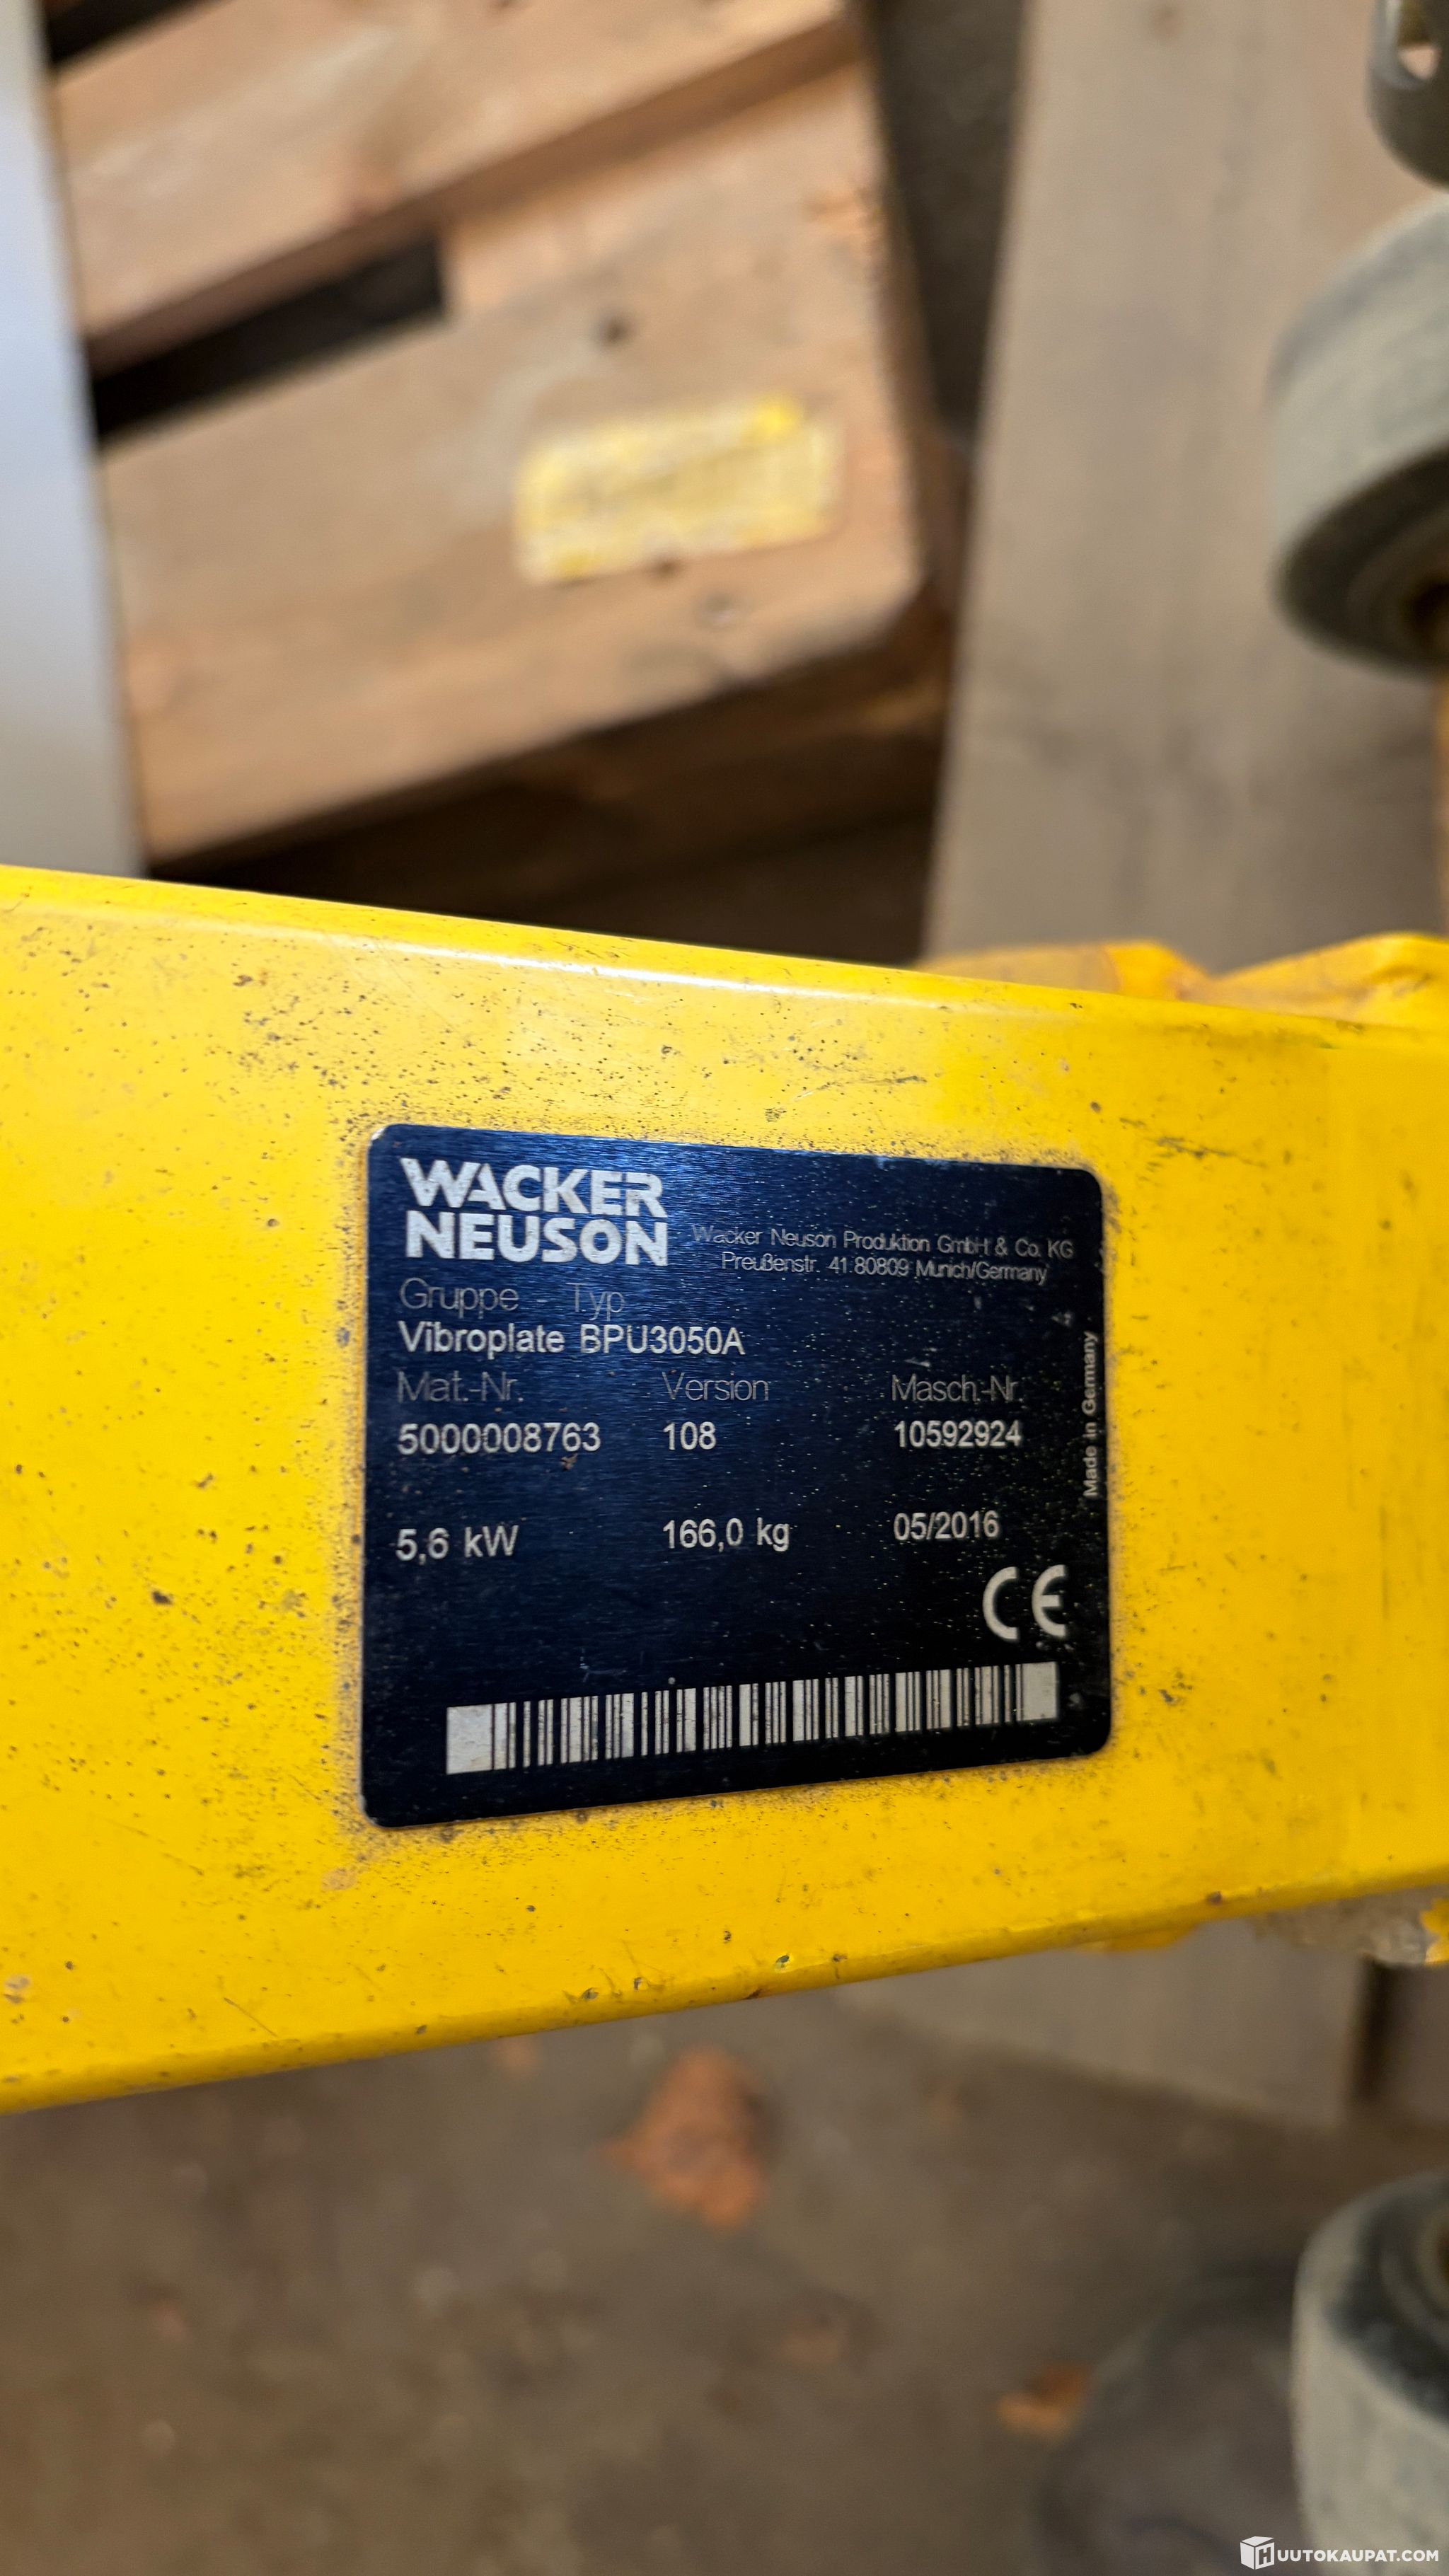 WACKER
NEUSON
Wacker Neuson Produktion GmbH & Co. KG
Preußenstr. 41 80809 Munich/Germany
Gruppe - Typ
Vibroplate BPU3050A
Mat.-Nr. Version Masch.-Nr.
5000008763 108 10592924
5,6 kW 166,0 kg 05/2016
CE
Made in Germany
HUUTOKAUPAT.COM